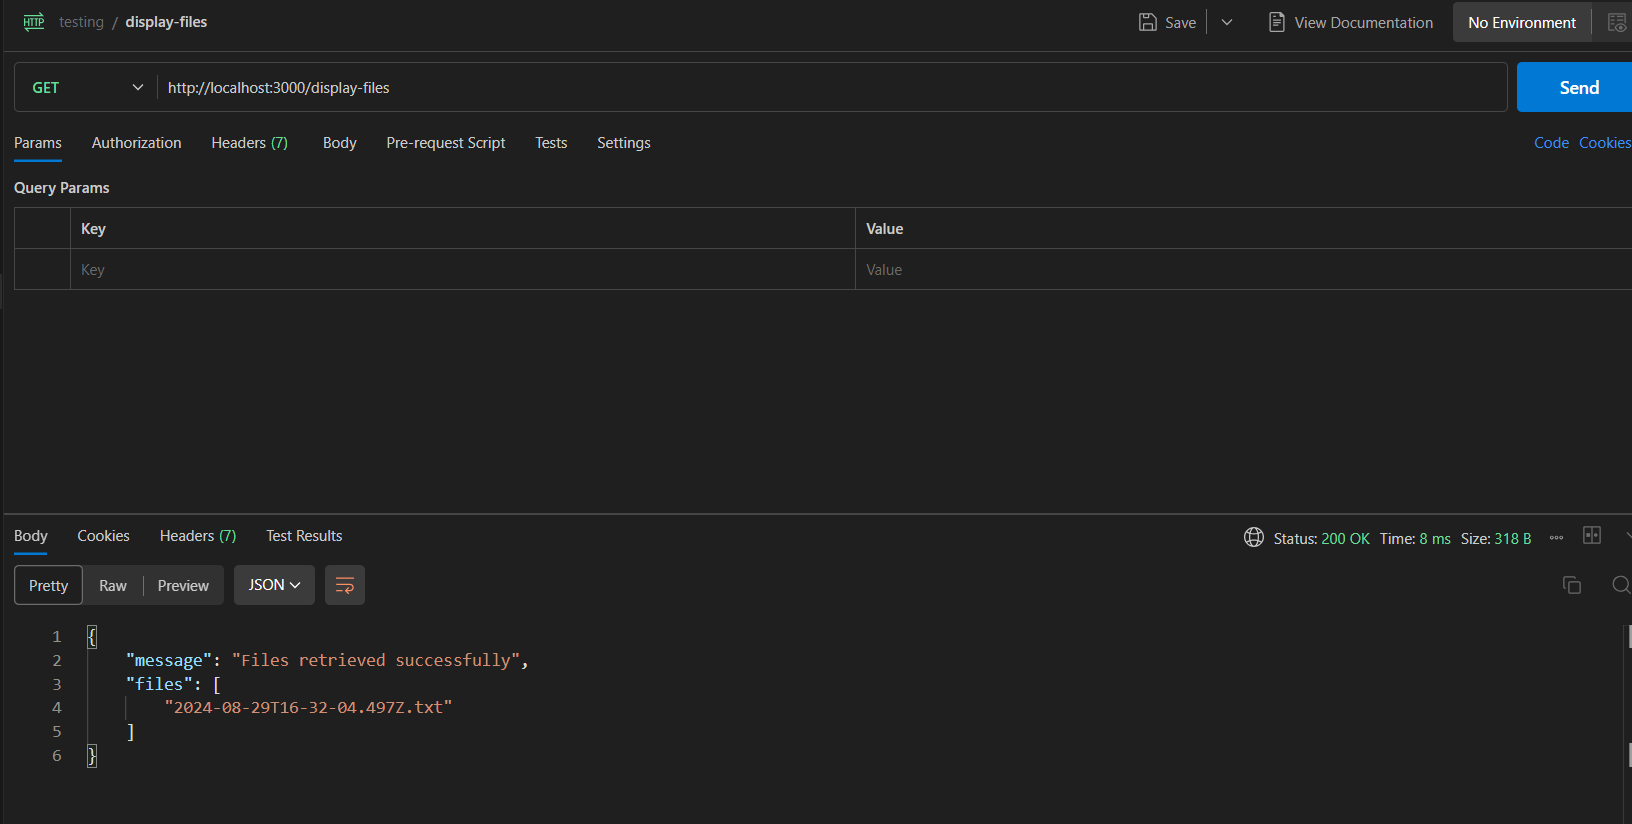 HTTP testing / display-files Save View Documentation No Environment
GET http://localhost:3000/display-files Send
Params Authorization Headers (7) Body Pre-request Script Tests Settings Code Cookies
Query Params
Key Value
Key Value
Body Cookies Headers (7) Test Results Status: 200 OK Time: 8 ms Size: 318 B
Pretty Raw Preview JSON
1 {
2 "message": "Files retrieved successfully",
3 "files": [
4 "2024-08-29T16-32-04.497Z.txt"
5 ]
6 }